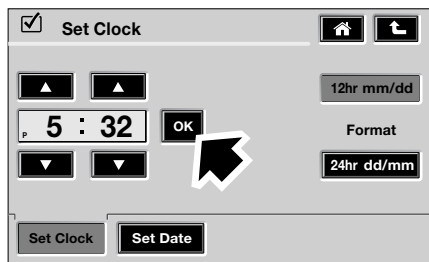 Set Clock
12hr mm/dd
P 5 : 32 OK
Format
24hr dd/mm
Set Clock Set Date